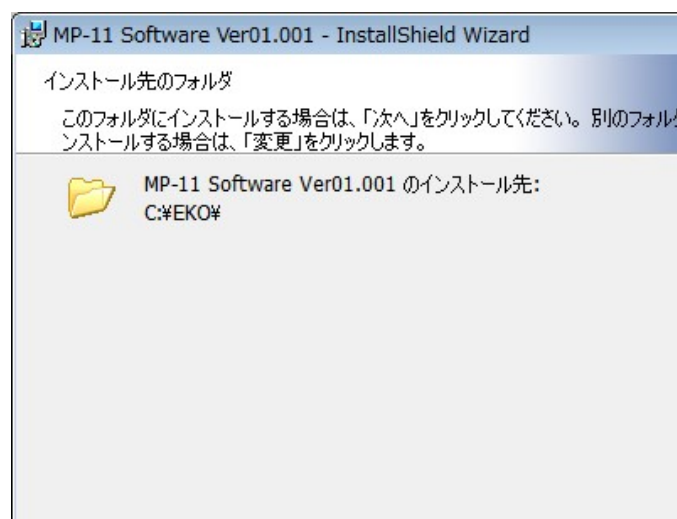 MP-11 Software Ver01.001 - InstallShield Wizard
インストール先のフォルダ
このフォルダにインストールする場合は、「次へ」をクリックしてください。別のフォル
ンストールする場合は、「変更」をクリックします。
MP-11 Software Ver01.001 のインストール先:
C:¥EKO¥